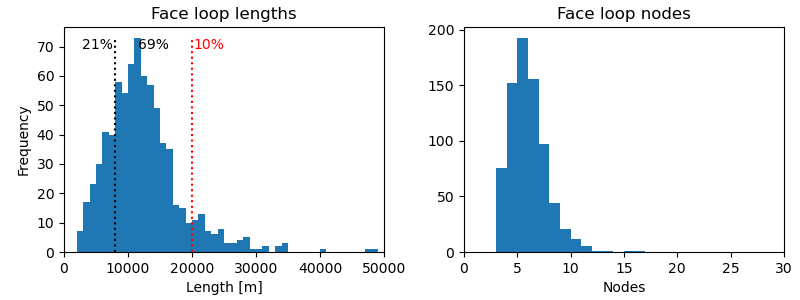 Face loop lengths
21% 69% 10%
70
60
50
40
30
20
10
0
Frequency
0 10000 20000 30000 40000 50000
Length [m]
Face loop nodes
200
150
100
50
0
0 5 10 15 20 25 30
Nodes